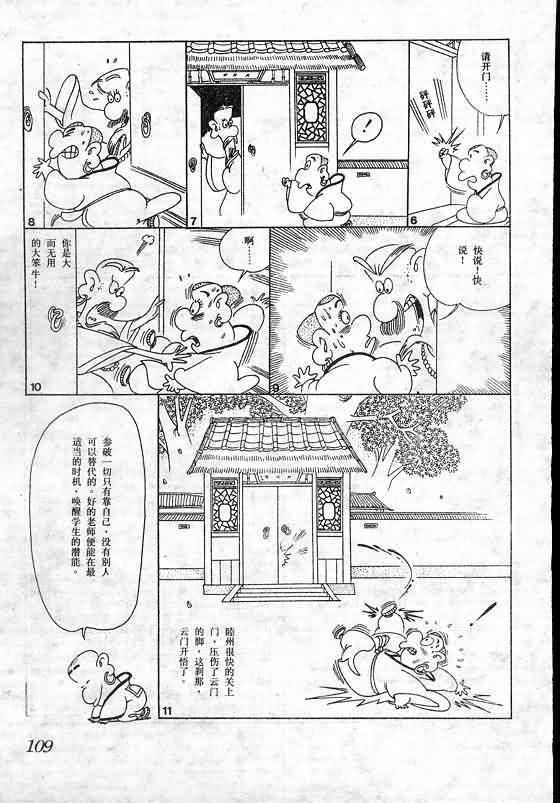 请开门……
砰砰砰
6
！
7
8
快说！快
说！
9
啊……
你是大
而无用
的大笨牛！
10
睦州很快的关上
门，压伤了云门
的脚，这刹那，
云门开悟了。
11
参破一切只有靠自己，没有别人
可以替代的。好的老师便能在最
适当的时机，唤醒学生的潜能。
109